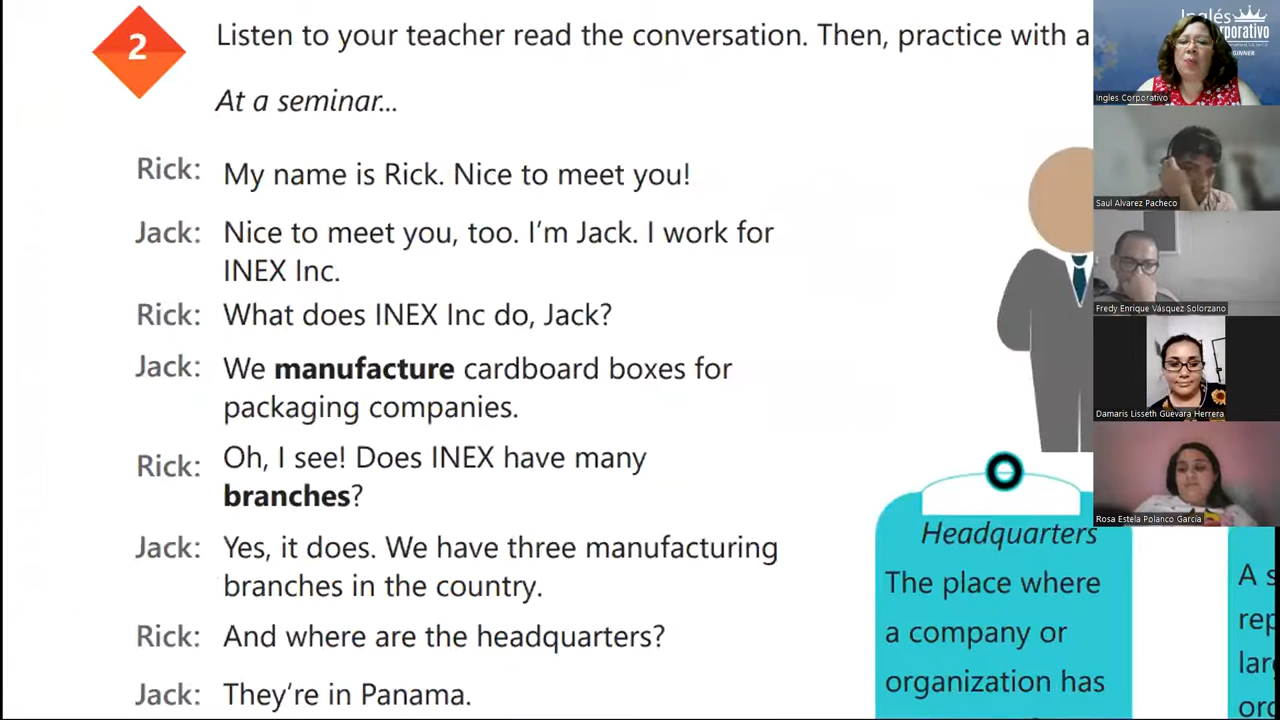 2
Listen to your teacher read the conversation. Then, practice with a
At a seminar...
Rick: My name is Rick. Nice to meet you!
Jack: Nice to meet you, too. I'm Jack. I work for
INEX Inc.
Rick: What does INEX Inc do, Jack?
Jack: We manufacture cardboard boxes for
packaging companies.
Rick: Oh, I see! Does INEX have many
branches?
Jack: Yes, it does. We have three manufacturing
branches in the country.
Rick: And where are the headquarters?
Jack: They're in Panama.
Headquarters
The place where
a company or
organization has
A s
rep
lar
Inglés
Ingles Corporativo
Saul Alvarez Pacheco
Fredy Enrique Vásquez Solorzano
Damaris Lisseth Guevara Herrera
Rosa Estela Polanco García